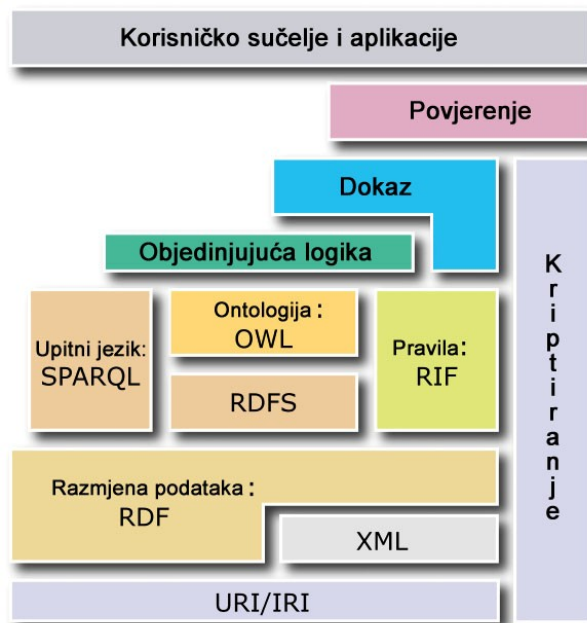 Korisničko sučelje i aplikacije
Povjerenje
Dokaz
Kriptiranje
Objedinjujuća logika
Upitni jezik:
SPARQL
Ontologija :
OWL
RDFS
Pravila:
RIF
Razmjena podataka :
RDF
XML
URI/IRI